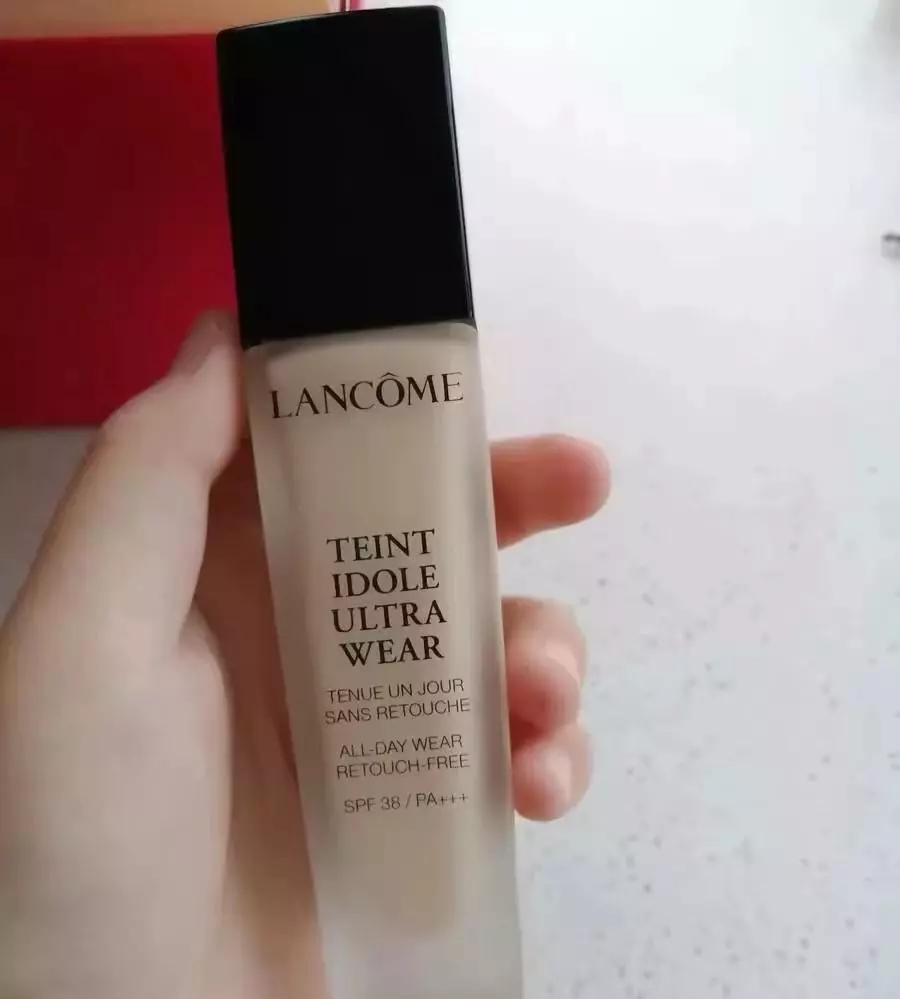 LANCÔME
TEINT
IDOLE
ULTRA
WEAR
TENUE UN JOUR
SANS RETOUCHE
ALL-DAY WEAR
RETOUCH-FREE
SPF 38 / PA+++